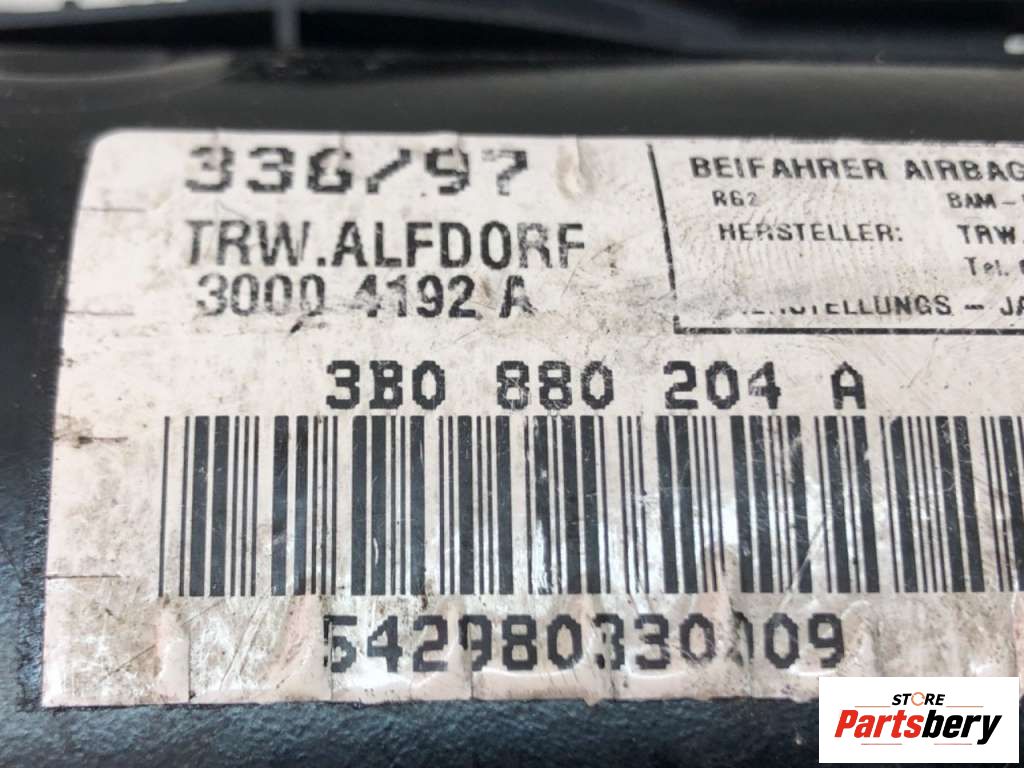 336/97
TRW.ALFDORF
3000 4192 A
BEIFAHRER AIRBAG
R62 BAM-
HERSTELLER: TRW.
Tel.
STELLUNGS - JA
3B0 880 204 A
542980330009
STORE
Partsbery